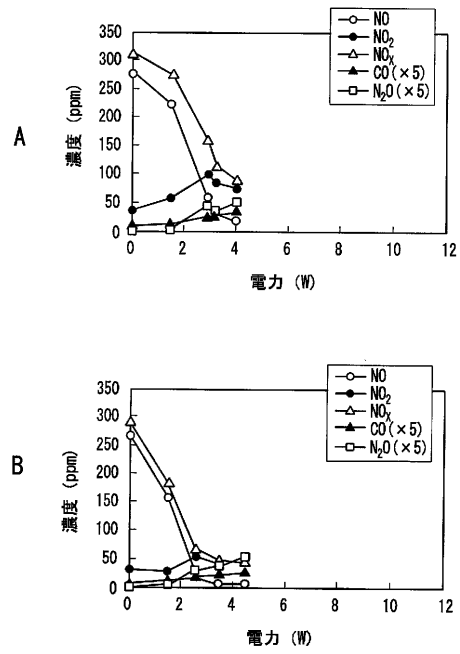 A
NO
NO2
NOX
CO(×5)
N2O(×5)
濃度 (ppm)
350
300
250
200
150
100
50
0
0 2 4 6 8 10 12
電力 (W)
B
NO
NO2
NOX
CO(×5)
N2O(×5)
濃度 (ppm)
350
300
250
200
150
100
50
0
0 2 4 6 8 10 12
電力 (W)